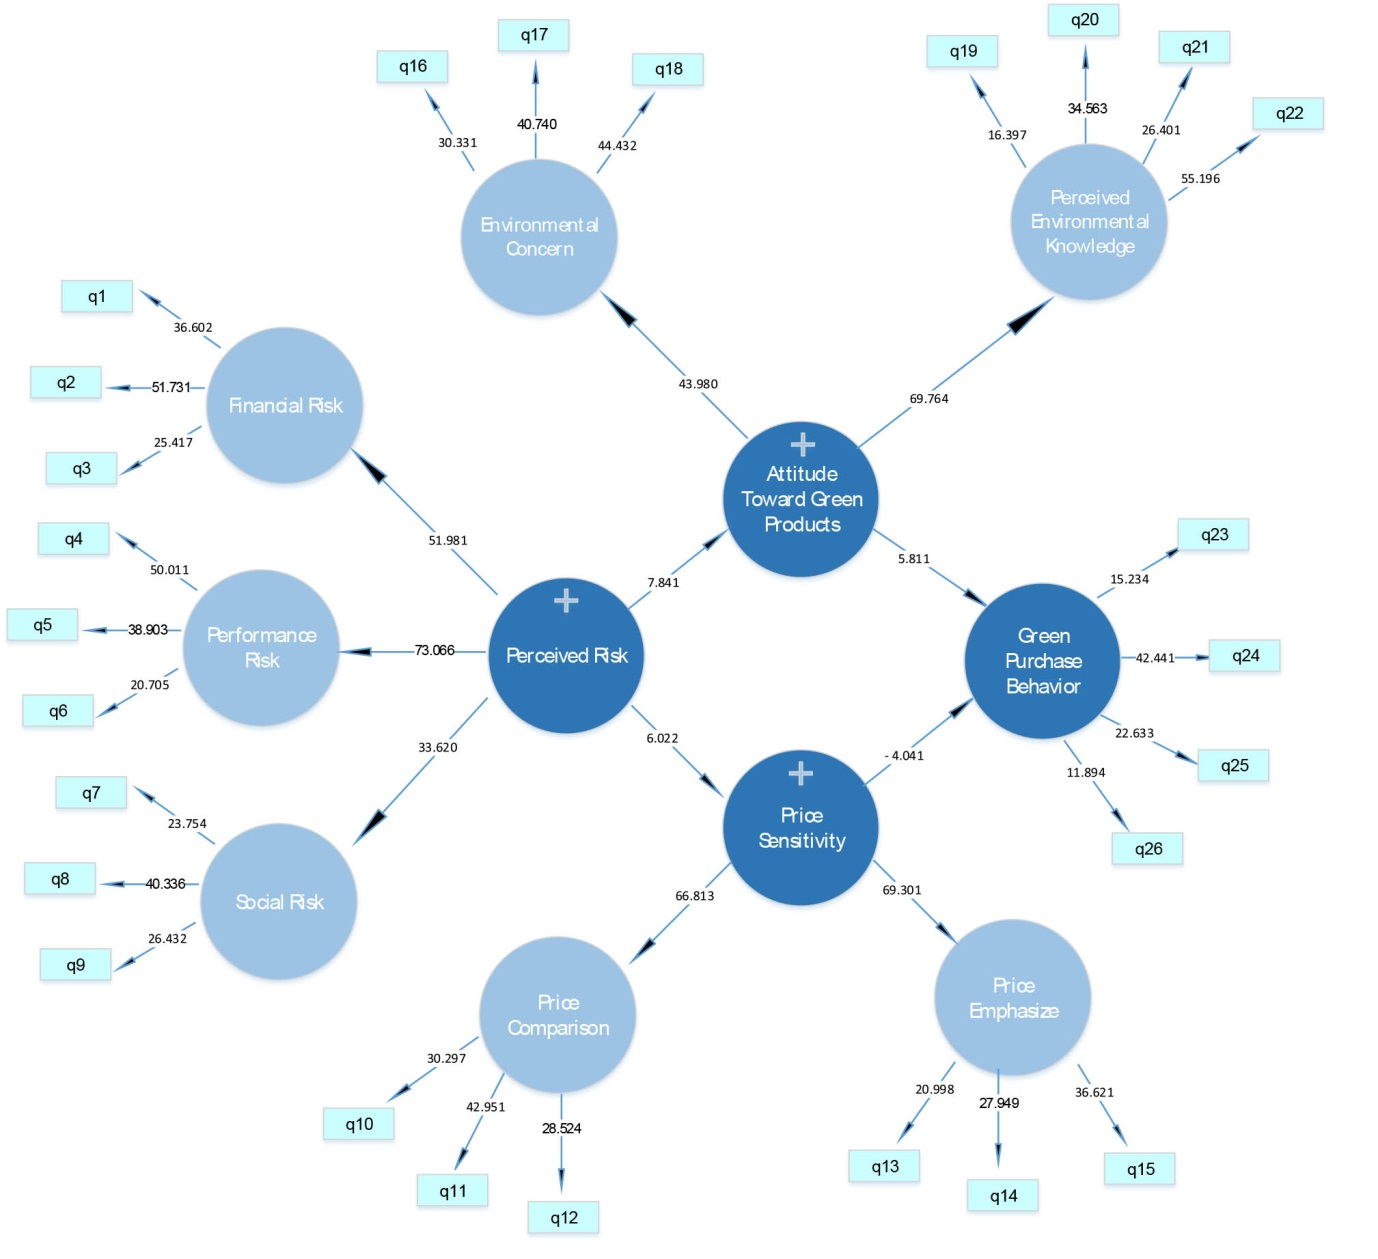 q20
q17
q21
q19
q16
q18
34.563
q22
40.740
26.401
16.397
30.331
44.432
55.196
Perceived
Environmental
Knowledge
Environmental
Concern
q1
36.602
q2
51.731
43.980
69.764
Financial Risk
25.417
q3
Attitude
Toward Green
Products
q4
51.981
q23
50.011
5.811
7.841
15.234
q5
38.903
Performance
Risk
73.066
Perceived Risk
Green
Purchase
Behavior
42.441
q24
20.705
q6
33.620
6.022
22.633
- 4.041
q25
11.894
q7
23.754
Price
Sensitivity
q26
q8
40.336
66.813
69.301
Social Risk
26.432
q9
Price
Comparison
Price
Emphasize
30.297
20.998
36.621
42.951
27.949
q10
28.524
q13
q15
q11
q14
q12